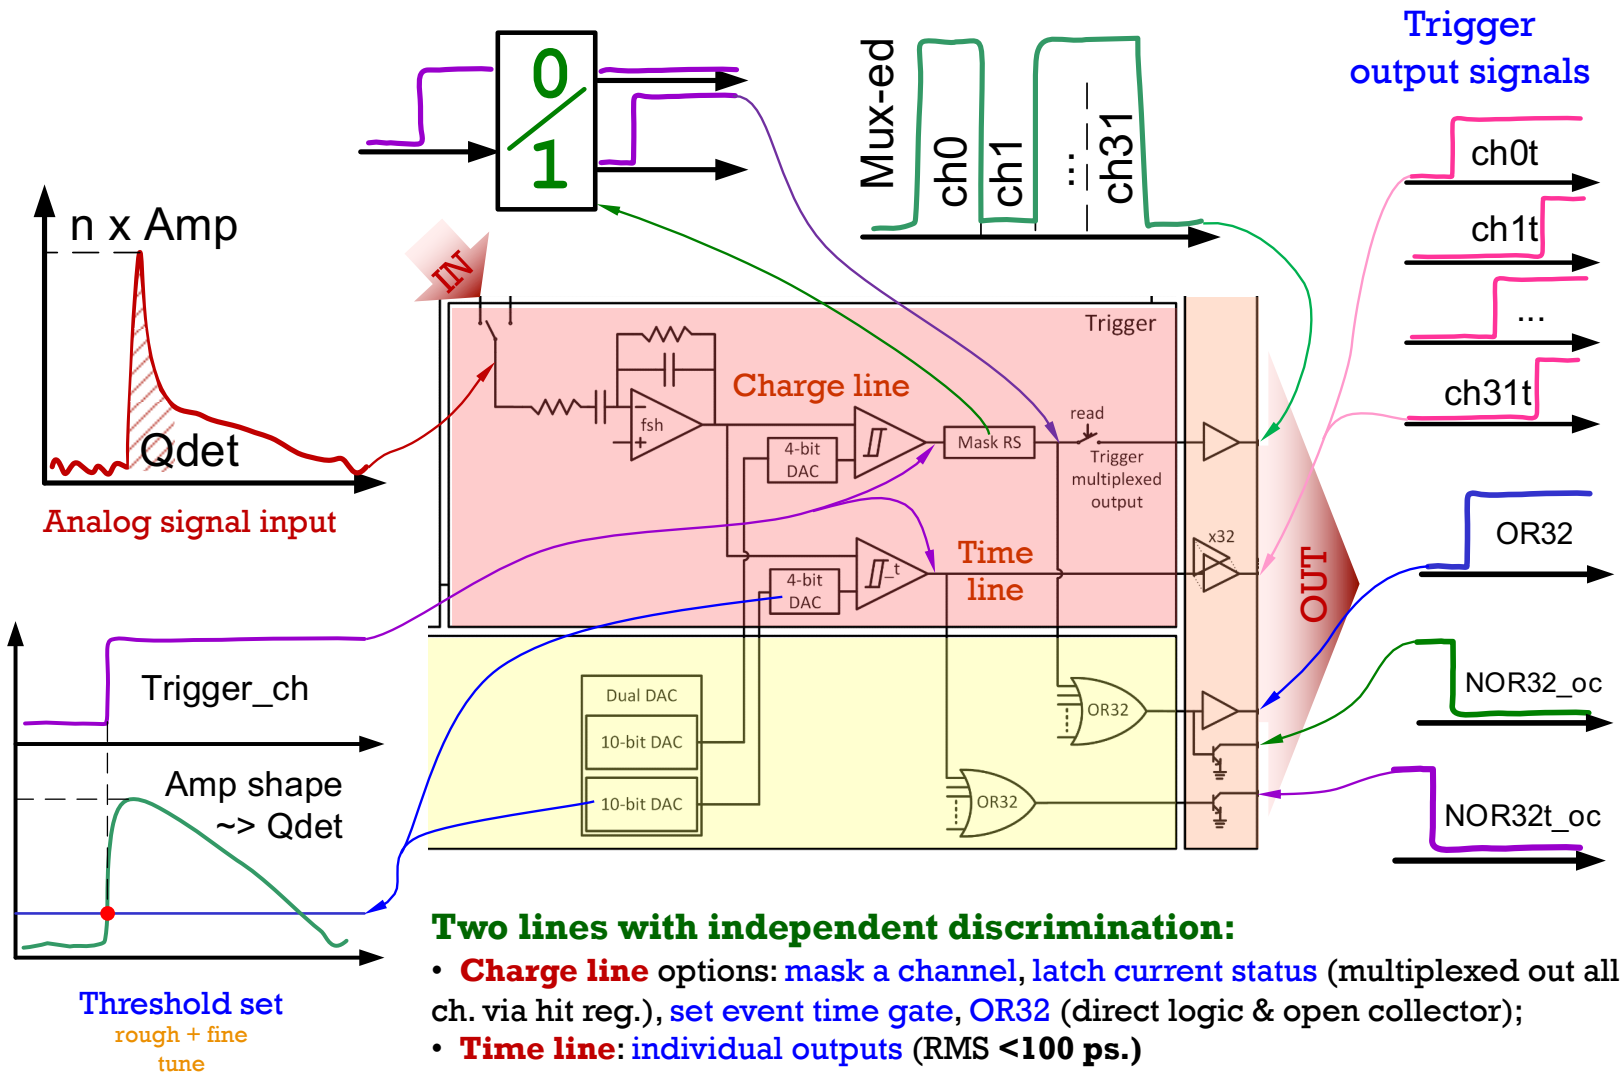 Trigger
output signals
0
1
Mux-ed
ch0
ch1
...
ch31
ch0t
ch1t
...
ch31t
n x Amp
Qdet
Analog signal input
IN
Trigger
Charge line
fsh
4-bit
DAC
Mask RS
read
Trigger
multiplexed
output
x32
_t
4-bit
DAC
Time
line
OUT
OR32
NOR32_oc
NOR32t_oc
Trigger_ch
Amp shape
~> Qdet
Dual DAC
10-bit DAC
10-bit DAC
OR32
OR32
Threshold set
rough + fine
tune
Two lines with independent discrimination:
• Charge line options: mask a channel, latch current status (multiplexed out all
ch. via hit reg.), set event time gate, OR32 (direct logic & open collector);
• Time line: individual outputs (RMS <100 ps.)